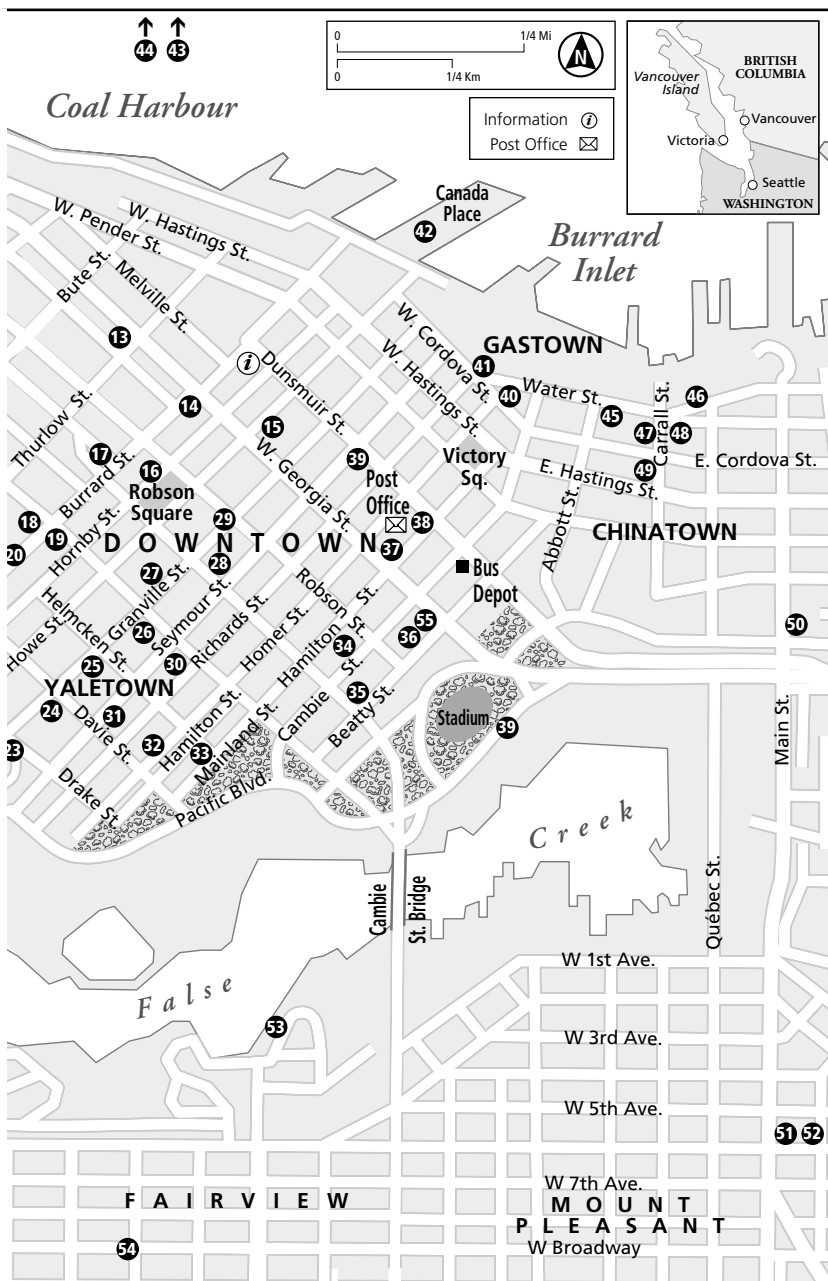 44 43
0 1/4 Mi
0 1/4 Km
N
Information i
Post Office
BRITISH
COLUMBIA
Vancouver
Island
Vancouver
Victoria
Seattle
WASHINGTON
Coal Harbour
Canada
Place
42
Burrard
Inlet
W. Pender St.
W. Hastings St.
Bute St.
Melville St.
13
i
Dunsmuir St.
W. Cordova St.
W. Hastings St.
GASTOWN
41
40
Water St.
45
Carrall St.
46
47
48
49
Thurlow St.
14
15
W. Georgia St.
39
Post
Office
38
37
Victory
Sq.
E. Hastings St.
E. Cordova St.
Abbott St.
CHINATOWN
17
16
Burrard St.
Robson
Square
18
19
20
Hornby St.
29
DOWNTOWN
28
27
Granville St.
Seymour St.
26
Helmcken St.
Howe St.
25
30
Richards St.
Homer St.
Robson St.
Hamilton St.
34
36
55
Bus
Depot
50
YALETOWN
24
31
Davie St.
32
Hamilton St.
33
Mainland St.
Cambie St.
35
Beatty St.
Stadium
39
23
Drake St.
Pacific Blvd.
Main St.
Creek
Cambie
St. Bridge
Québec St.
False
53
W 1st Ave.
W 3rd Ave.
W 5th Ave.
51 52
W 7th Ave.
FAIRVIEW
MOUNT
PLEASANT
54
W Broadway